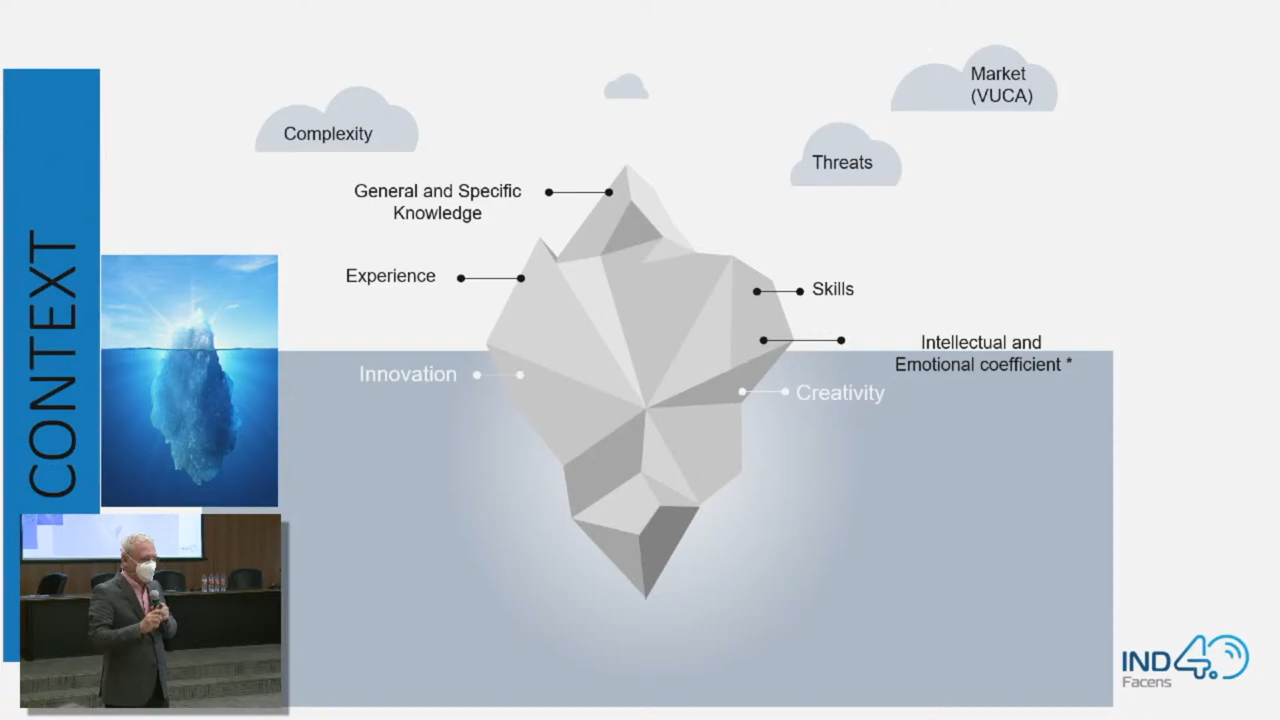 Market
(VUCA)
Complexity
Threats
General and Specific
Knowledge
Experience
Skills
Intellectual and
Emotional coefficient *
Innovation
Creativity
CONTEXT
IND4.0
Facens